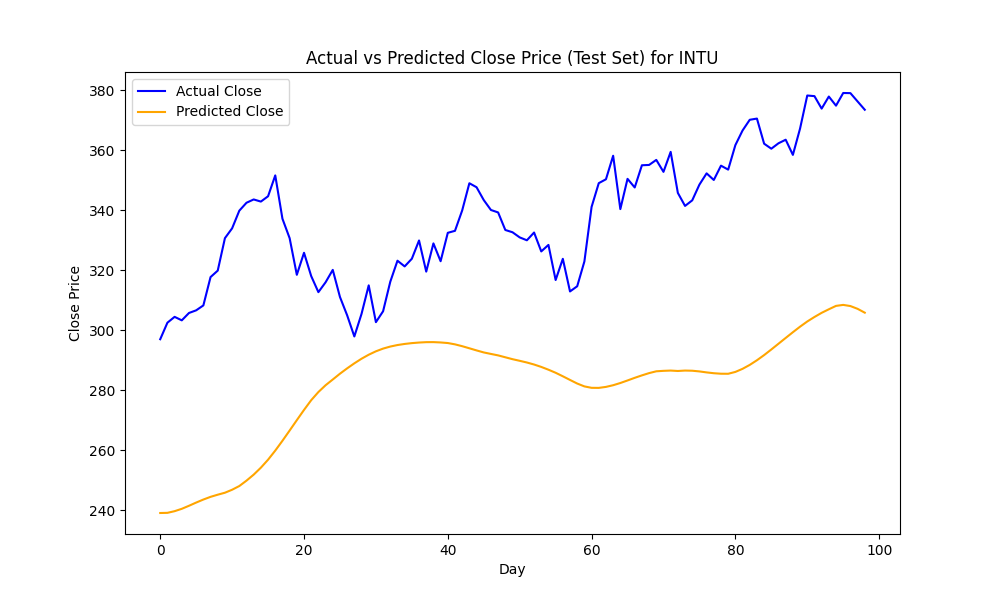 Actual vs Predicted Close Price (Test Set) for INTU
Actual Close
Predicted Close
Close Price
380
360
340
320
300
280
260
240
0 20 40 60 80 100
Day